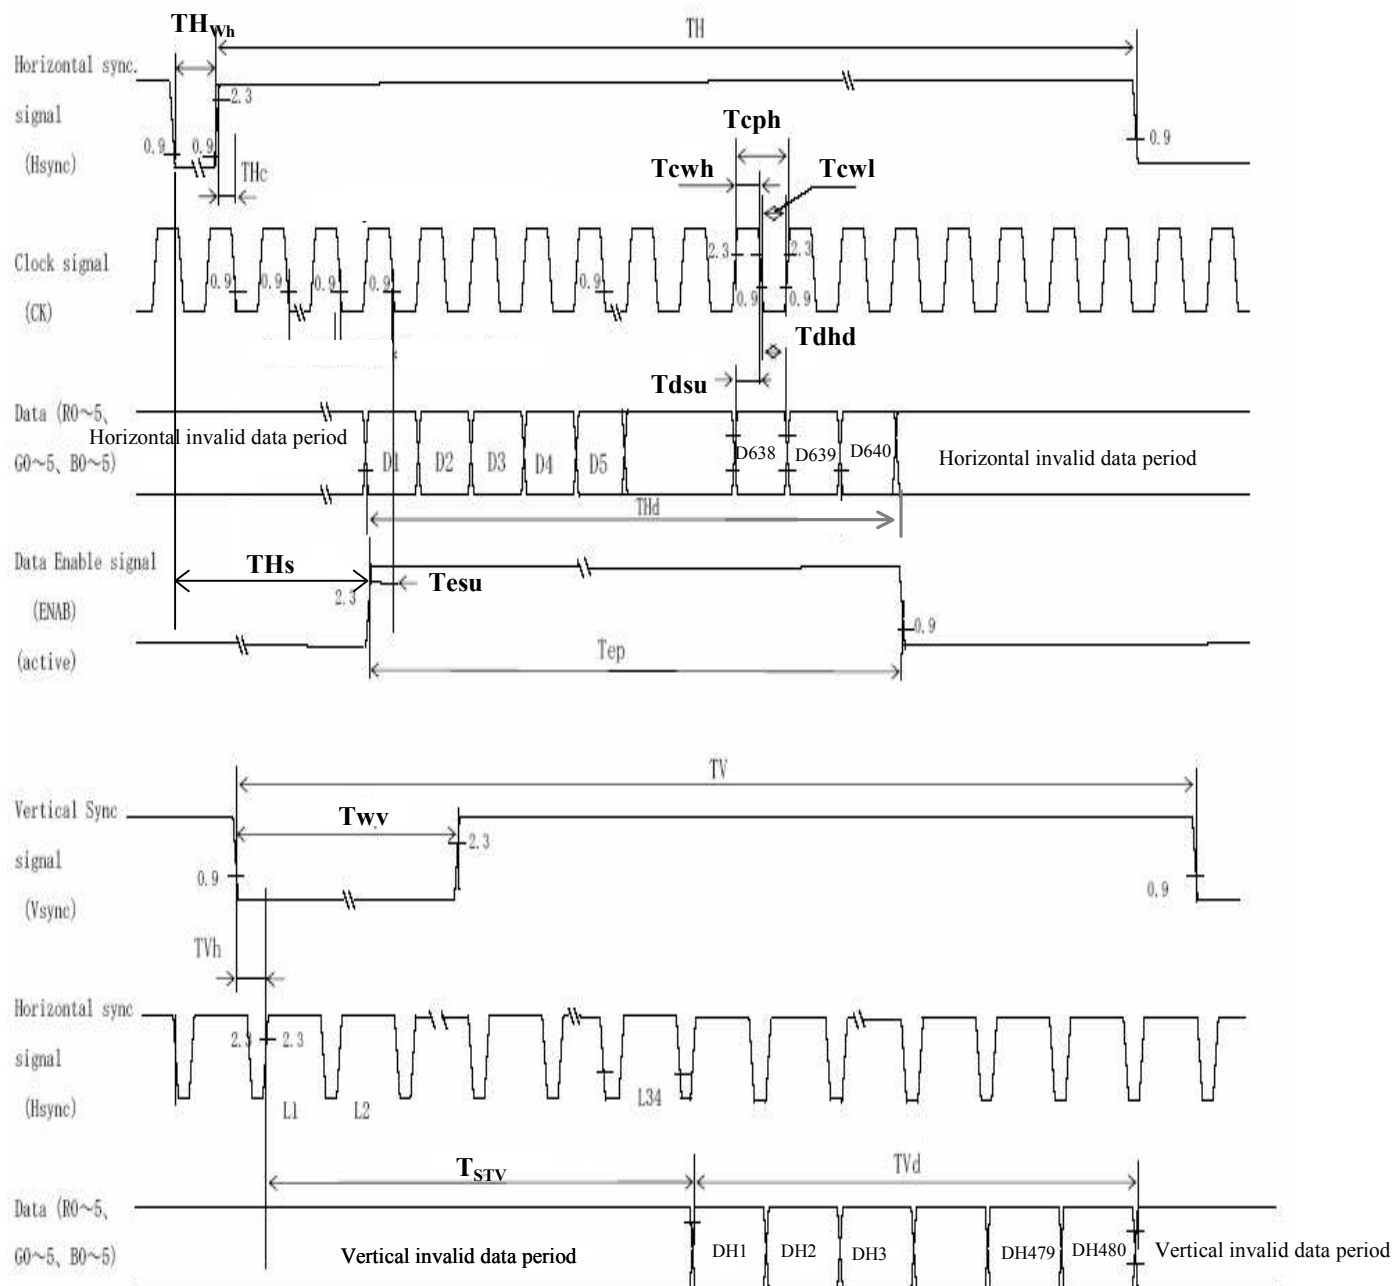 TH_Wh
TH
Horizontal sync.
signal
(Hsync)
0.9
0.9
2.3
THc
0.9
Tcph
Tcwh
Tcwl
Clock signal
(CK)
0.9
0.9
0.9
0.9
0.9
2.3
2.3
0.9
0.9
Tdhd
Tdsu
Data (R0~5、
G0~5、B0~5)
Horizontal invalid data period
D1
D2
D3
D4
D5
D638
D639
D640
Horizontal invalid data period
THd
Data Enable signal
(ENAB)
(active)
THs
2.3
Tesu
0.9
Tep
TV
Vertical Sync
signal
(Vsync)
Twv
0.9
2.3
0.9
TVh
Horizontal sync
signal
(Hsync)
2.3
2.3
L1
L2
L34
T_STV
TVd
Data (R0~5、
G0~5、B0~5)
Vertical invalid data period
DH1
DH2
DH3
DH479
DH480
Vertical invalid data period